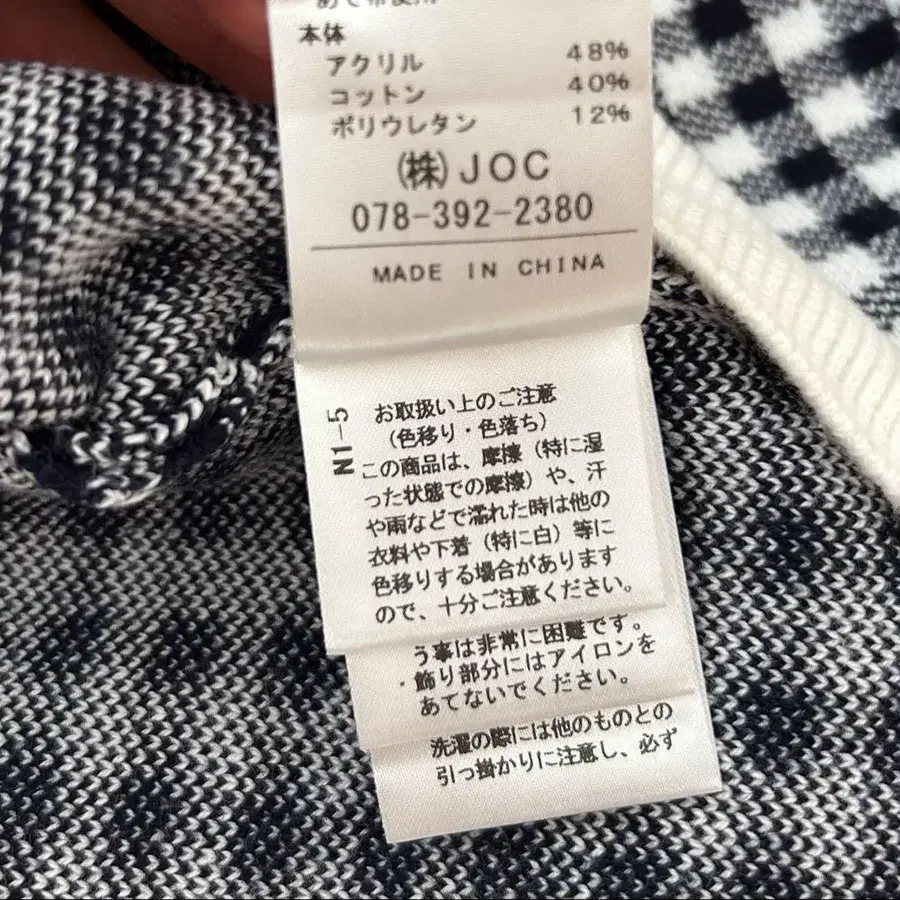 あて布使用
本体
アクリル 48%
コットン 40%
ポリウレタン 12%
(株)JOC
078-392-2380
MADE IN CHINA
N1-5
お取扱い上のご注意
(色移り・色落ち)
この商品は、摩擦(特に湿
った状態での摩擦)や、汗
や雨などで濡れた時は他の
衣料や下着(特に白)等に
色移りする場合があります
ので、十分ご注意ください。
う事は非常に困難です。
・飾り部分にはアイロンを
あてないでください。
洗濯の際には他のものとの
引っ掛かりに注意し、必ず